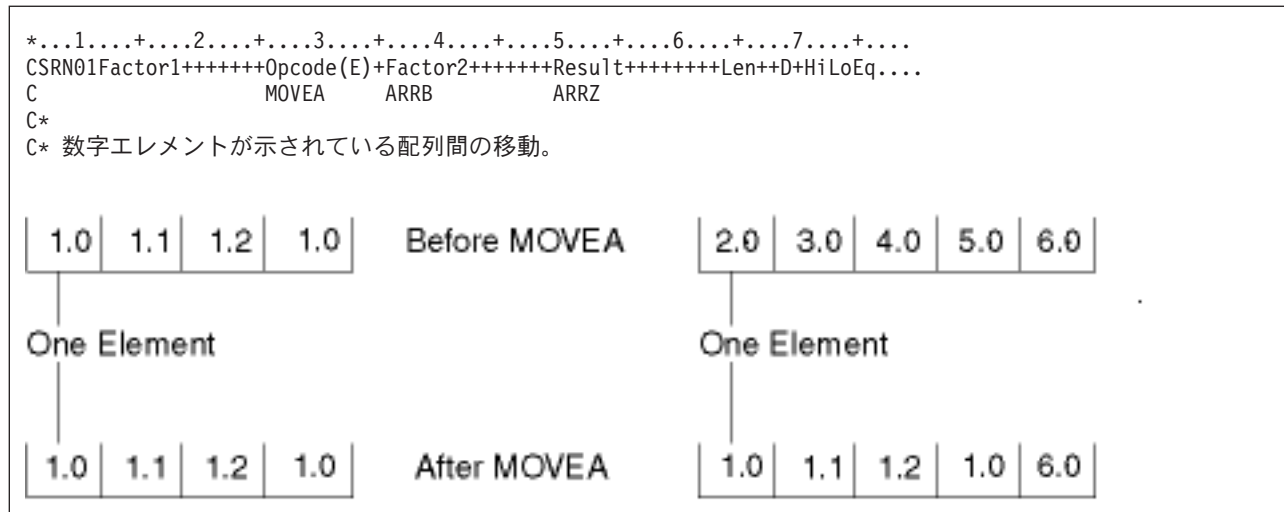 *...1....+....2....+....3....+....4....+....5....+....6....+....7....+....
CSRN01Factor1+++++++Opcode(E)+Factor2+++++++Result++++++++Len++D+HiLoEq....
C                    MOVEA     ARRB          ARRZ
C*
C* 数字エレメントが示されている配列間の移動。
1.0 1.1 1.2 1.0 Before MOVEA 2.0 3.0 4.0 5.0 6.0
One Element One Element
1.0 1.1 1.2 1.0 After MOVEA 1.0 1.1 1.2 1.0 6.0